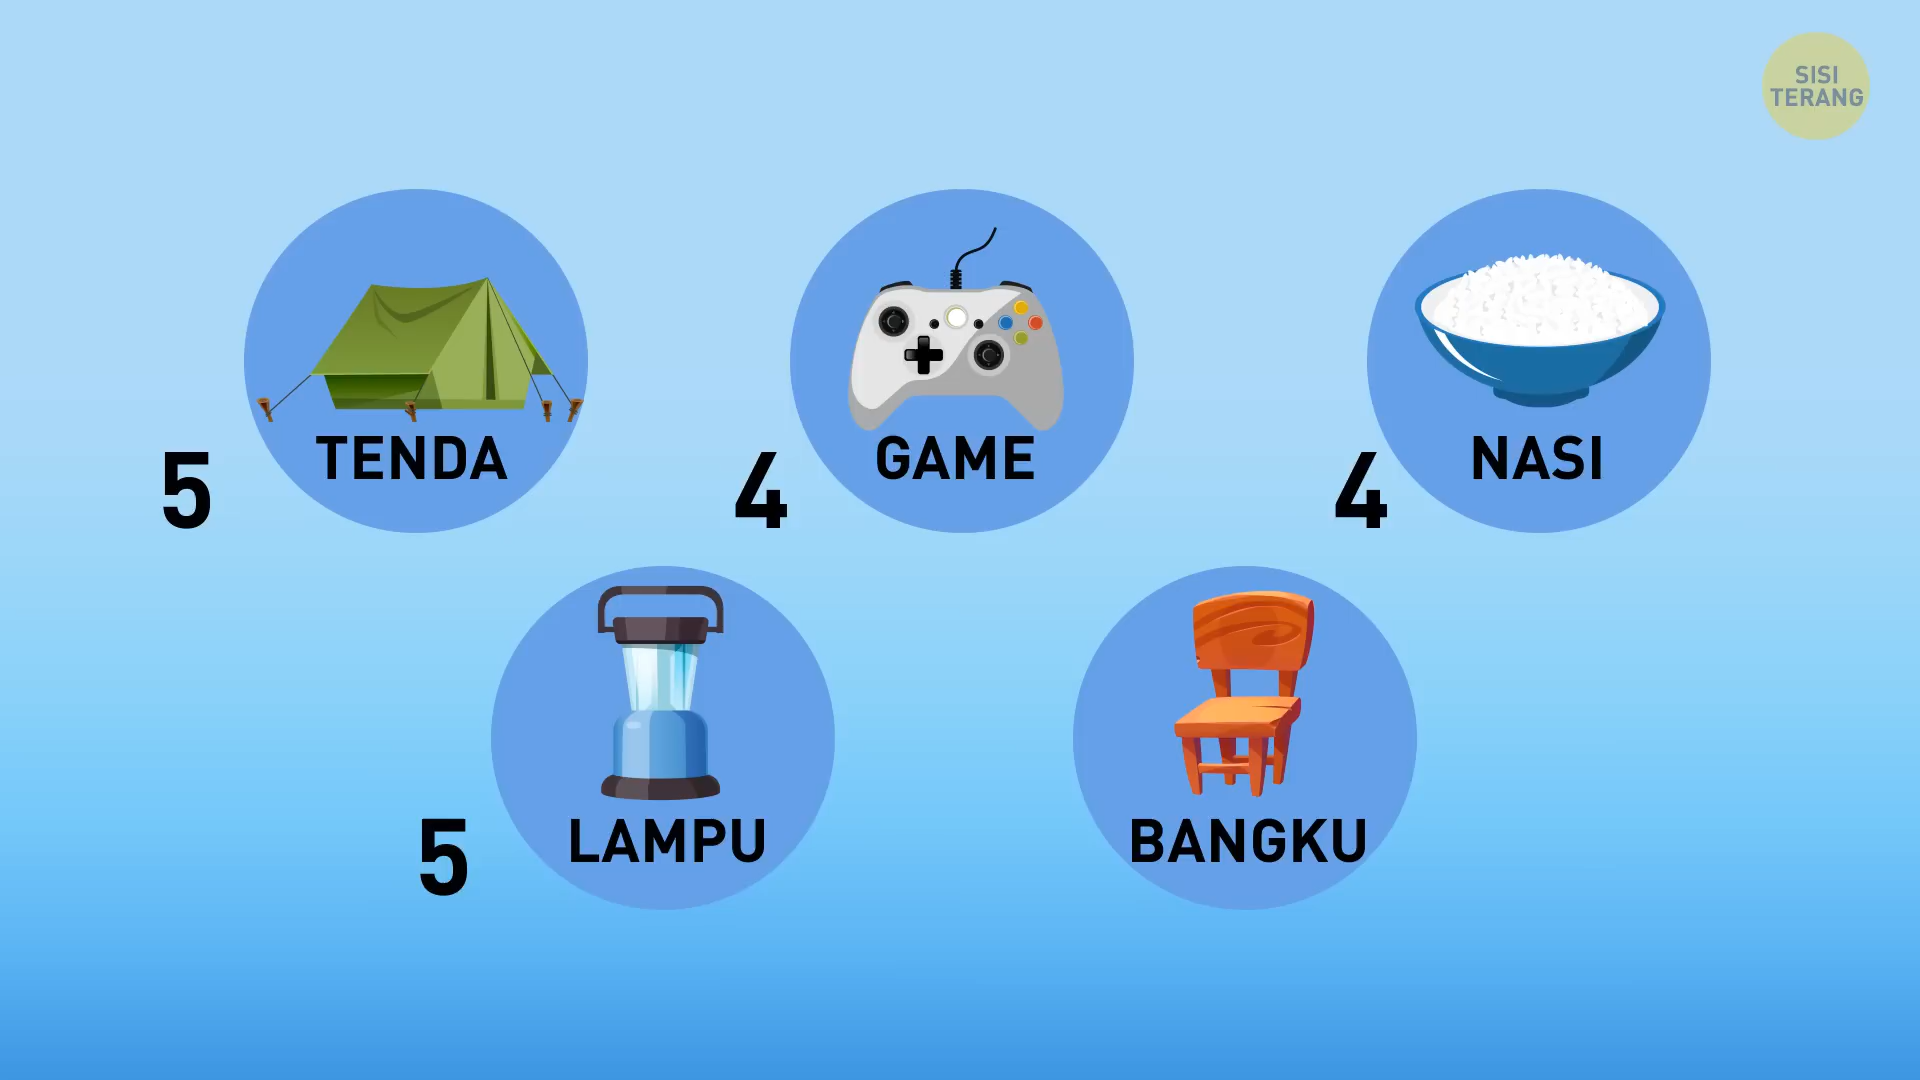 SISI
TERANG
5
TENDA
4
GAME
4
NASI
5
LAMPU
BANGKU